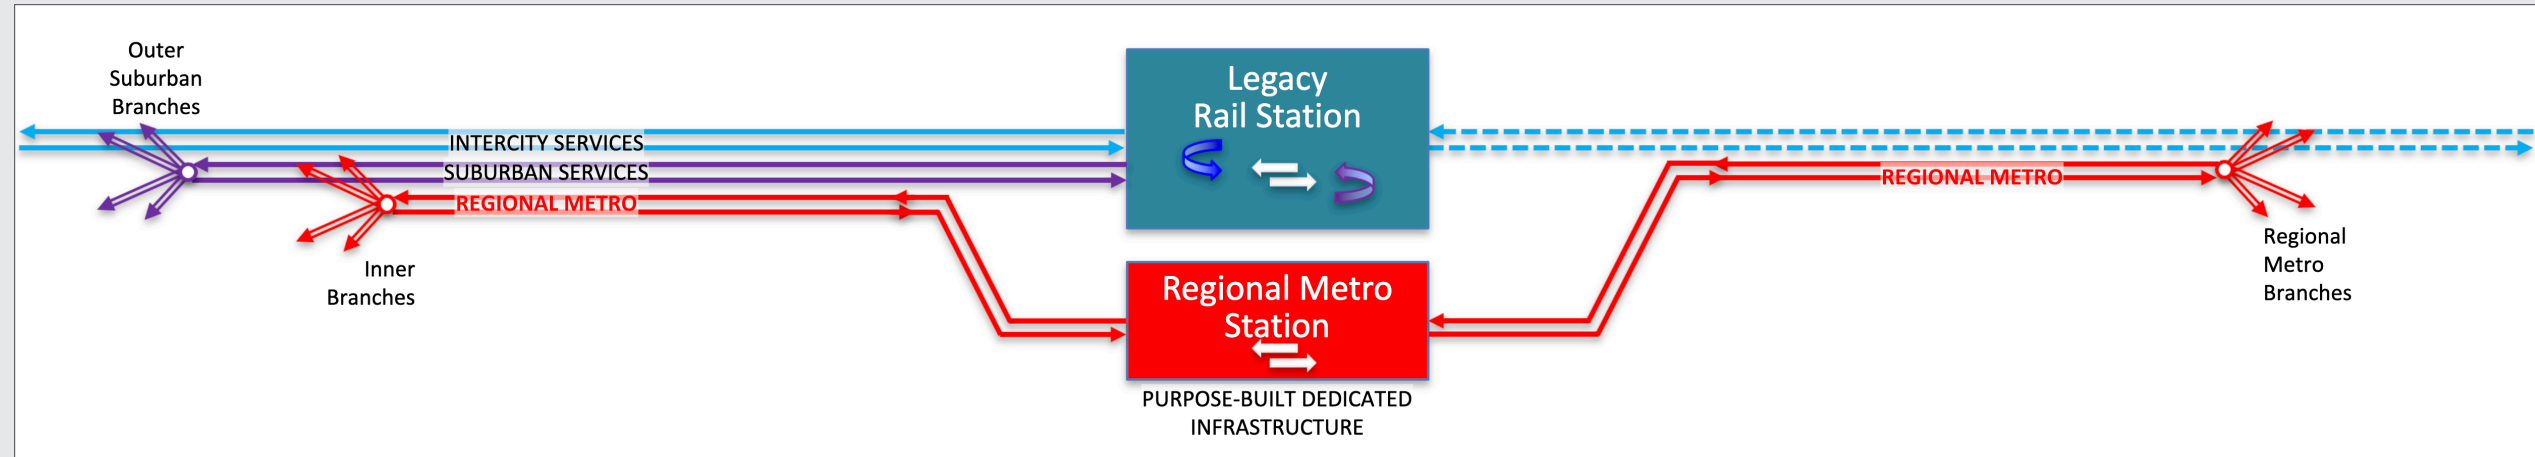 Outer
Suburban
Branches
INTERCITY SERVICES
SUBURBAN SERVICES
REGIONAL METRO
Inner
Branches
Legacy
Rail Station
Regional Metro
Station
PURPOSE-BUILT DEDICATED
INFRASTRUCTURE
REGIONAL METRO
Regional
Metro
Branches